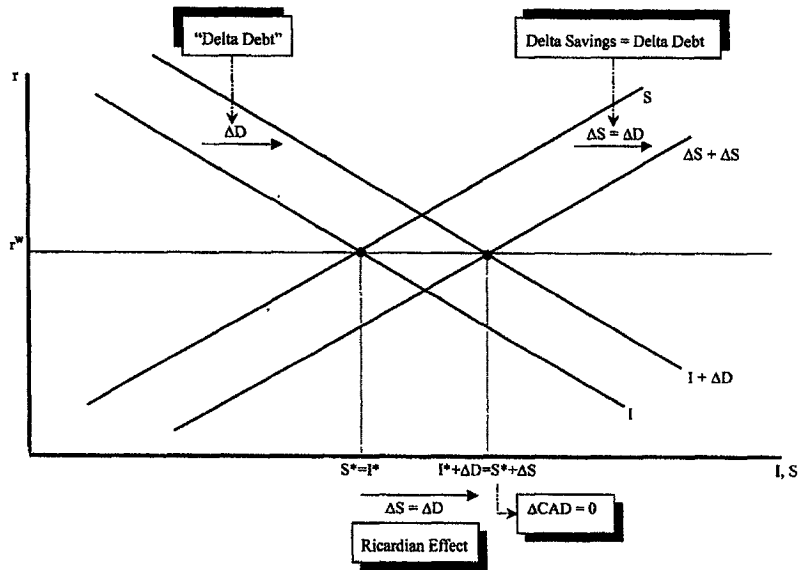 "Delta Debt"
Delta Savings = Delta Debt
r
S
ΔD
ΔS = ΔD
ΔS + ΔS
r^w
I + ΔD
I
S*=I*
I*+ΔD=S*+ΔS
I, S
ΔS = ΔD
ΔCAD = 0
Ricardian Effect